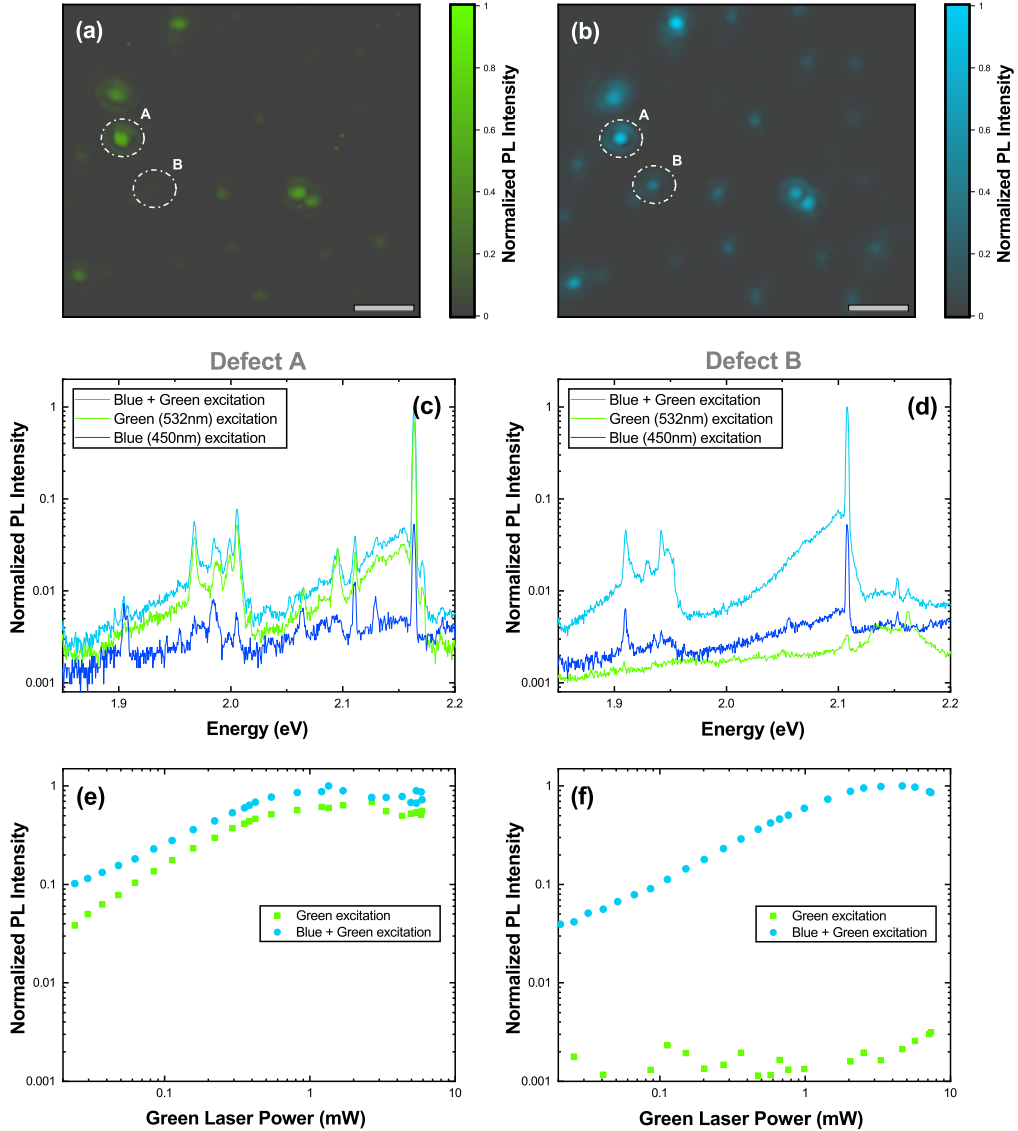 (a)
A
B
1
0.8
0.6
0.4
0.2
0
Normalized PL Intensity
(b)
A
B
1
0.8
0.6
0.4
0.2
0
Normalized PL Intensity
Defect A
Blue + Green excitation
Green (532nm) excitation
Blue (450nm) excitation
(c)
1
0.1
0.01
0.001
Normalized PL Intensity
1.9
2.0
2.1
2.2
Energy (eV)
Defect B
Blue + Green excitation
Green (532nm) excitation
Blue (450nm) excitation
(d)
1
0.1
0.01
0.001
Normalized PL Intensity
1.9
2.0
2.1
2.2
Energy (eV)
(e)
1
0.1
0.01
0.001
Normalized PL Intensity
Green excitation
Blue + Green excitation
0.1
1
10
Green Laser Power (mW)
(f)
1
0.1
0.01
0.001
Normalized PL Intensity
Green excitation
Blue + Green excitation
0.1
1
10
Green Laser Power (mW)